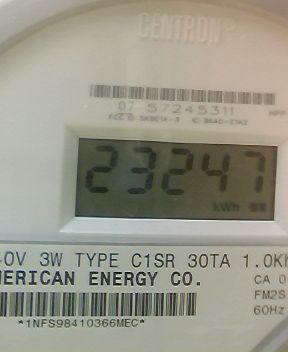 CENTRON
07 57245311
23247
kWh
0V 3W TYPE C1SR 30TA 1.0Kh
MERICAN ENERGY CO.
CA 0
FM2S
60Hz
*1NFS98410366MEC*